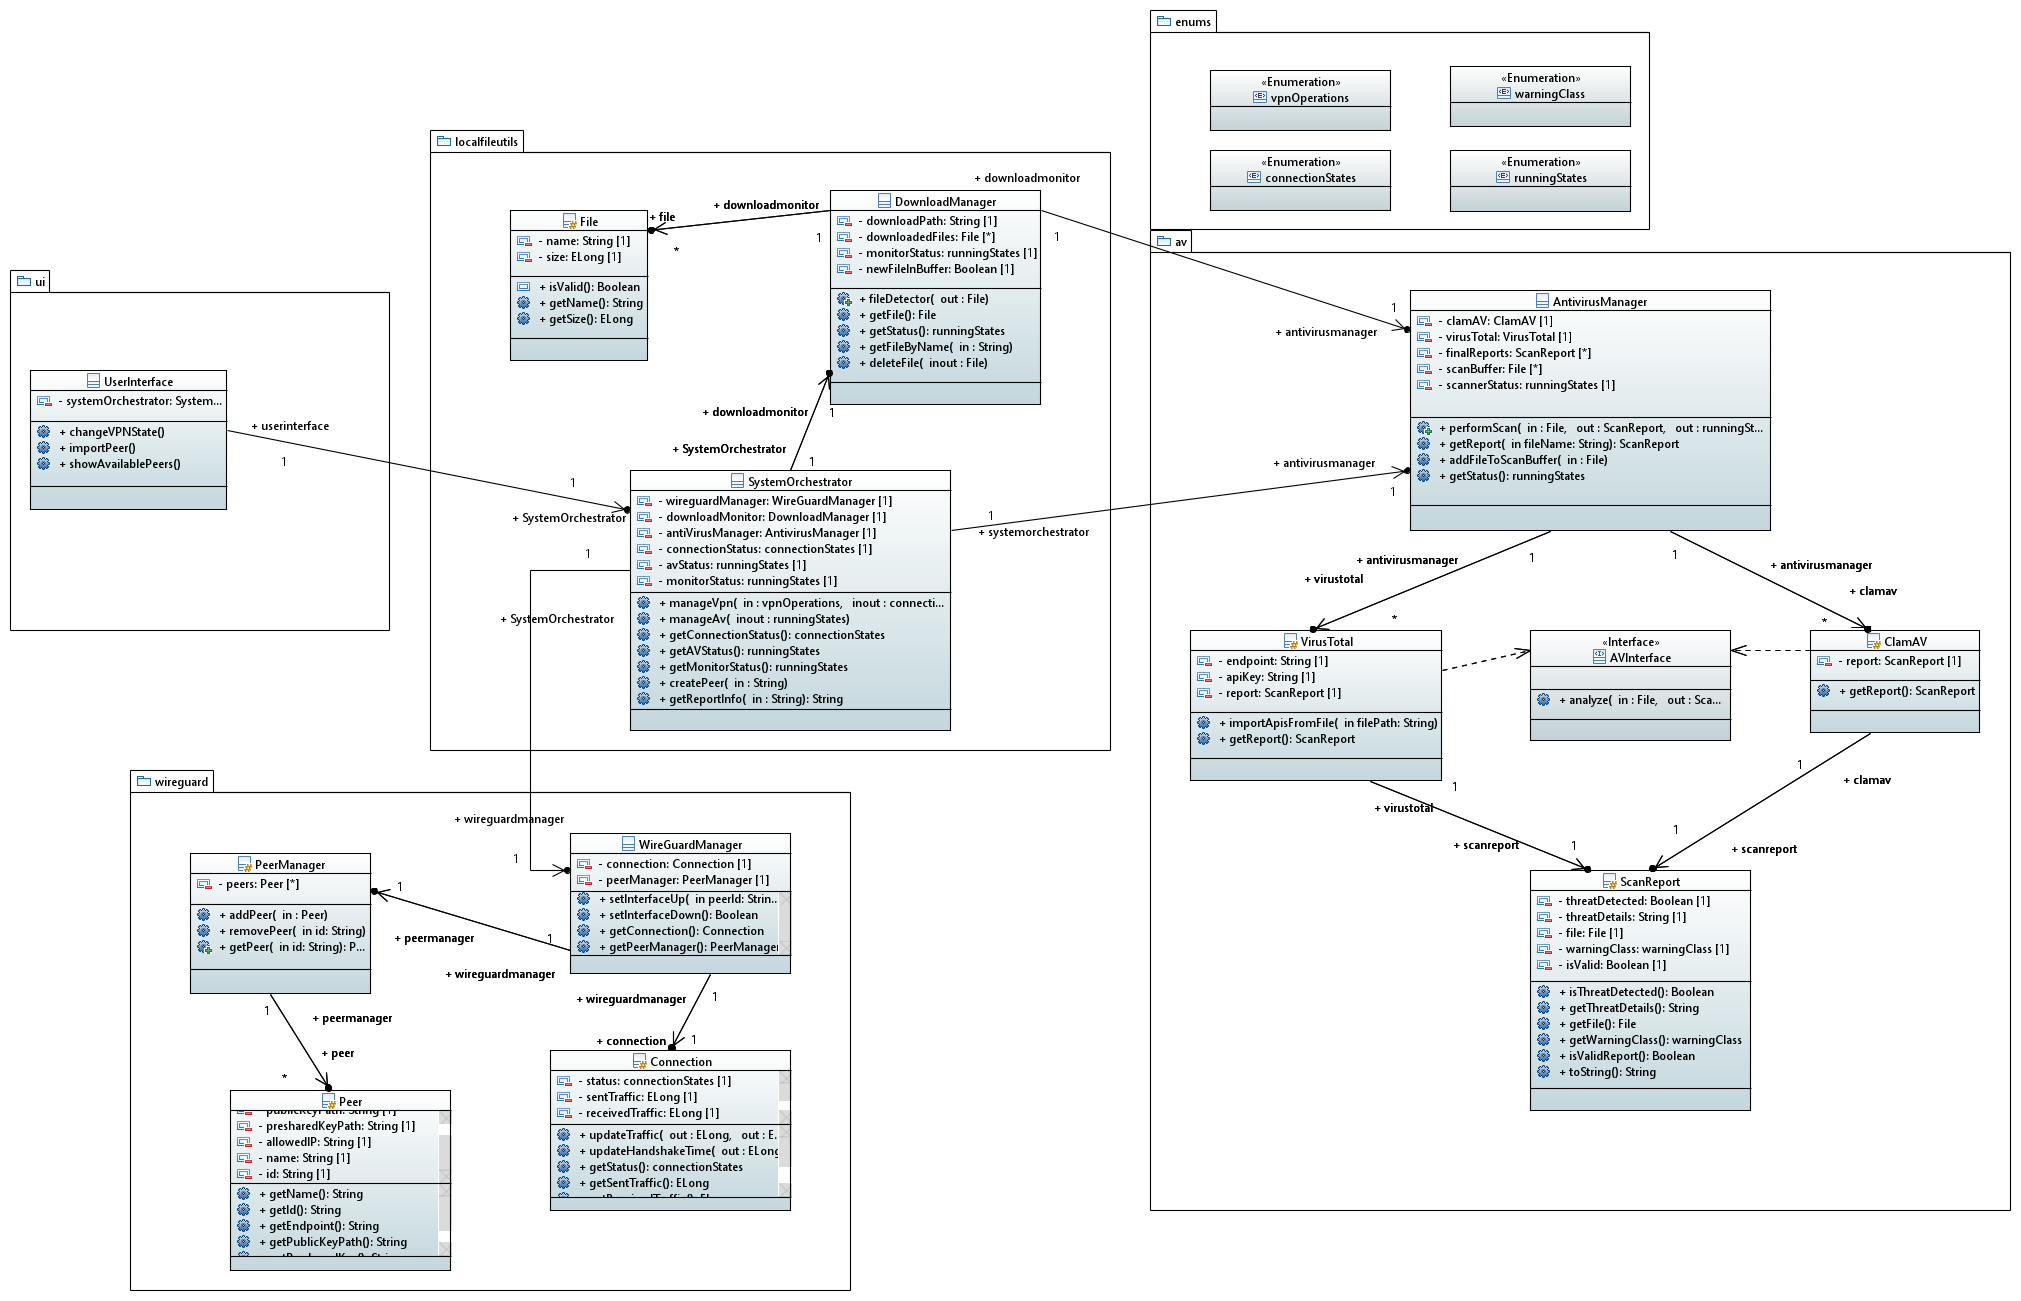 enums
«Enumeration»
vpnOperations
«Enumeration»
warningClass
«Enumeration»
connectionStates
«Enumeration»
runningStates
localfileutils
+ downloadmonitor
1
+ downloadmonitor
1
+ file
*
File
- name: String [1]
- size: ELong [1]
+ isValid(): Boolean
+ getName(): String
+ getSize(): ELong
DownloadManager
- downloadPath: String [1]
- downloadedFiles: File [*]
- monitorStatus: runningStates [1]
- newFileInBuffer: Boolean [1]
+ fileDetector( out : File)
+ getFile(): File
+ getStatus(): runningStates
+ getFileByName( in : String)
+ deleteFile( inout : File)
+ downloadmonitor
1
+ SystemOrchestrator
1
SystemOrchestrator
- wireguardManager: WireGuardManager [1]
- downloadMonitor: DownloadManager [1]
- antiVirusManager: AntivirusManager [1]
- connectionStatus: connectionStates [1]
- avStatus: runningStates [1]
- monitorStatus: runningStates [1]
+ manageVpn( in : vpnOperations, inout : connecti...
+ manageAv( inout : runningStates)
+ getConnectionStatus(): connectionStates
+ getAVStatus(): runningStates
+ getMonitorStatus(): runningStates
+ createPeer( in : String)
+ getReportInfo( in : String): String
ui
UserInterface
- systemOrchestrator: System...
+ changeVPNState()
+ importPeer()
+ showAvailablePeers()
+ userinterface
1
1
+ SystemOrchestrator
1
+ SystemOrchestrator
1
+ systemorchestrator
av
1
+ antivirusmanager
+ antivirusmanager
1
AntivirusManager
- clamAV: ClamAV [1]
- virusTotal: VirusTotal [1]
- finalReports: ScanReport [*]
- scanBuffer: File [*]
- scannerStatus: runningStates [1]
+ performScan( in : File, out : ScanReport, out : runningSt...
+ getReport( in fileName: String): ScanReport
+ addFileToScanBuffer( in : File)
+ getStatus(): runningStates
+ antivirusmanager
1
+ virustotal
*
1
+ antivirusmanager
+ clamav
*
VirusTotal
- endpoint: String [1]
- apiKey: String [1]
- report: ScanReport [1]
+ importApisFromFile( in filePath: String)
+ getReport(): ScanReport
«Interface»
AVInterface
+ analyze( in : File, out : Sca...
ClamAV
- report: ScanReport [1]
+ getReport(): ScanReport
1
+ virustotal
+ scanreport
1
1
+ clamav
1
+ scanreport
ScanReport
- threatDetected: Boolean [1]
- threatDetails: String [1]
- file: File [1]
- warningClass: warningClass [1]
- isValid: Boolean [1]
+ isThreatDetected(): Boolean
+ getThreatDetails(): String
+ getFile(): File
+ getWarningClass(): warningClass
+ isValidReport(): Boolean
+ toString(): String
wireguard
+ wireguardmanager
1
WireGuardManager
- connection: Connection [1]
- peerManager: PeerManager [1]
+ setInterfaceUp( in peerId: Strin...
+ setInterfaceDown(): Boolean
+ getConnection(): Connection
+ getPeerManager(): PeerManager
PeerManager
- peers: Peer [*]
+ addPeer( in : Peer)
+ removePeer( in id: String)
+ getPeer( in id: String): P...
1
+ peermanager
1
+ wireguardmanager
+ wireguardmanager
1
+ connection
1
1
+ peermanager
+ peer
*
Peer
- publicKeyPath: String [1]
- presharedKeyPath: String [1]
- allowedIP: String [1]
- name: String [1]
- id: String [1]
+ getName(): String
+ getId(): String
+ getEndpoint(): String
+ getPublicKeyPath(): String
Connection
- status: connectionStates [1]
- sentTraffic: ELong [1]
- receivedTraffic: ELong [1]
+ updateTraffic( out : ELong, out : E.
+ updateHandshakeTime( out : ELong
+ getStatus(): connectionStates
+ getSentTraffic(): ELong